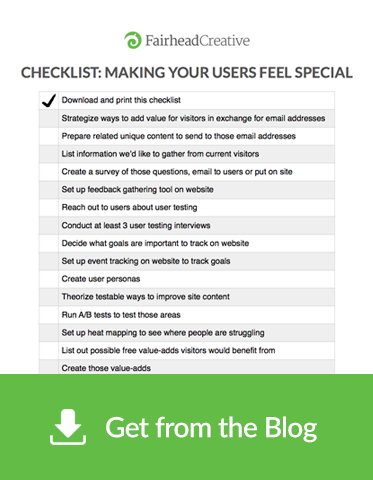 FairheadCreative
CHECKLIST: MAKING YOUR USERS FEEL SPECIAL
Download and print this checklist
Strategize ways to add value for visitors in exchange for email addresses
Prepare related unique content to send to those email addresses
List information we'd like to gather from current visitors
Create a survey of those questions, email to users or put on site
Set up feedback gathering tool on website
Reach out to users about user testing
Conduct at least 3 user testing interviews
Decide what goals are important to track on website
Set up event tracking on website to track goals
Create user personas
Theorize testable ways to improve site content
Run A/B tests to test those areas
Set up heat mapping to see where people are struggling
List out possible free value-adds visitors would benefit from
Create those value-adds
Get from the Blog